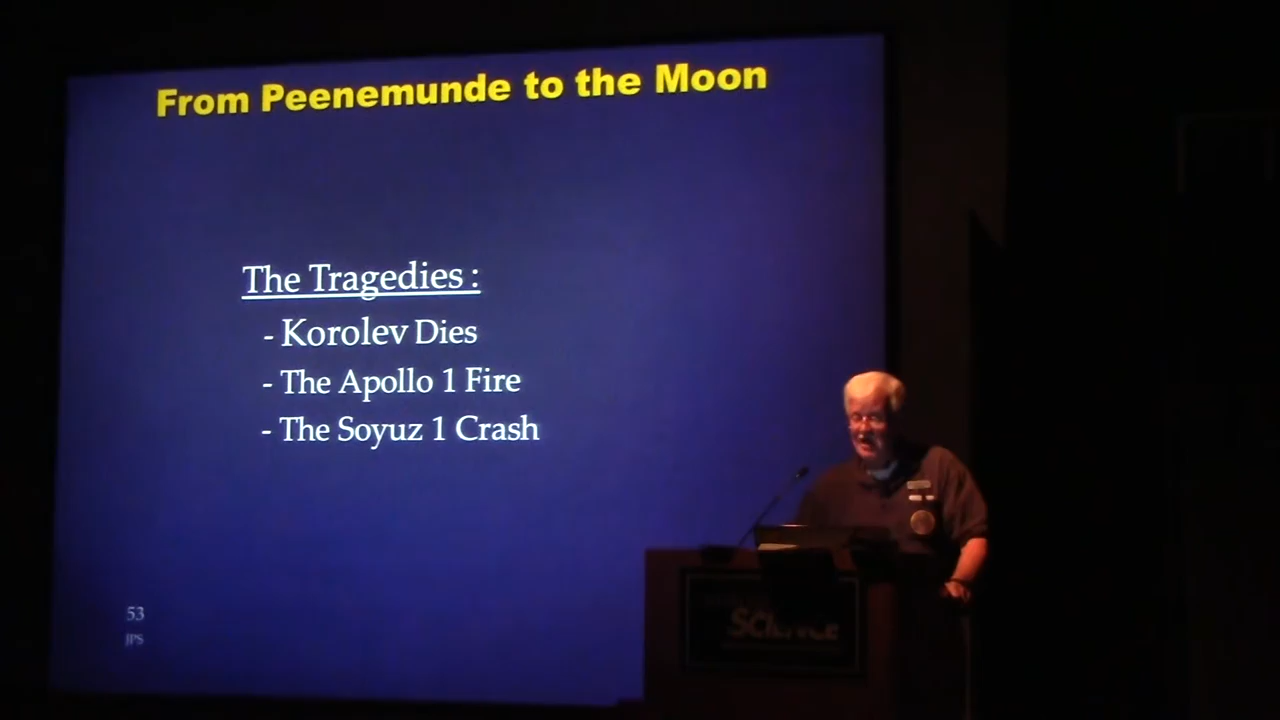 From Peenemunde to the Moon
The Tragedies :
- Korolev Dies
- The Apollo 1 Fire
- The Soyuz 1 Crash
53
JPS
SCIENCE